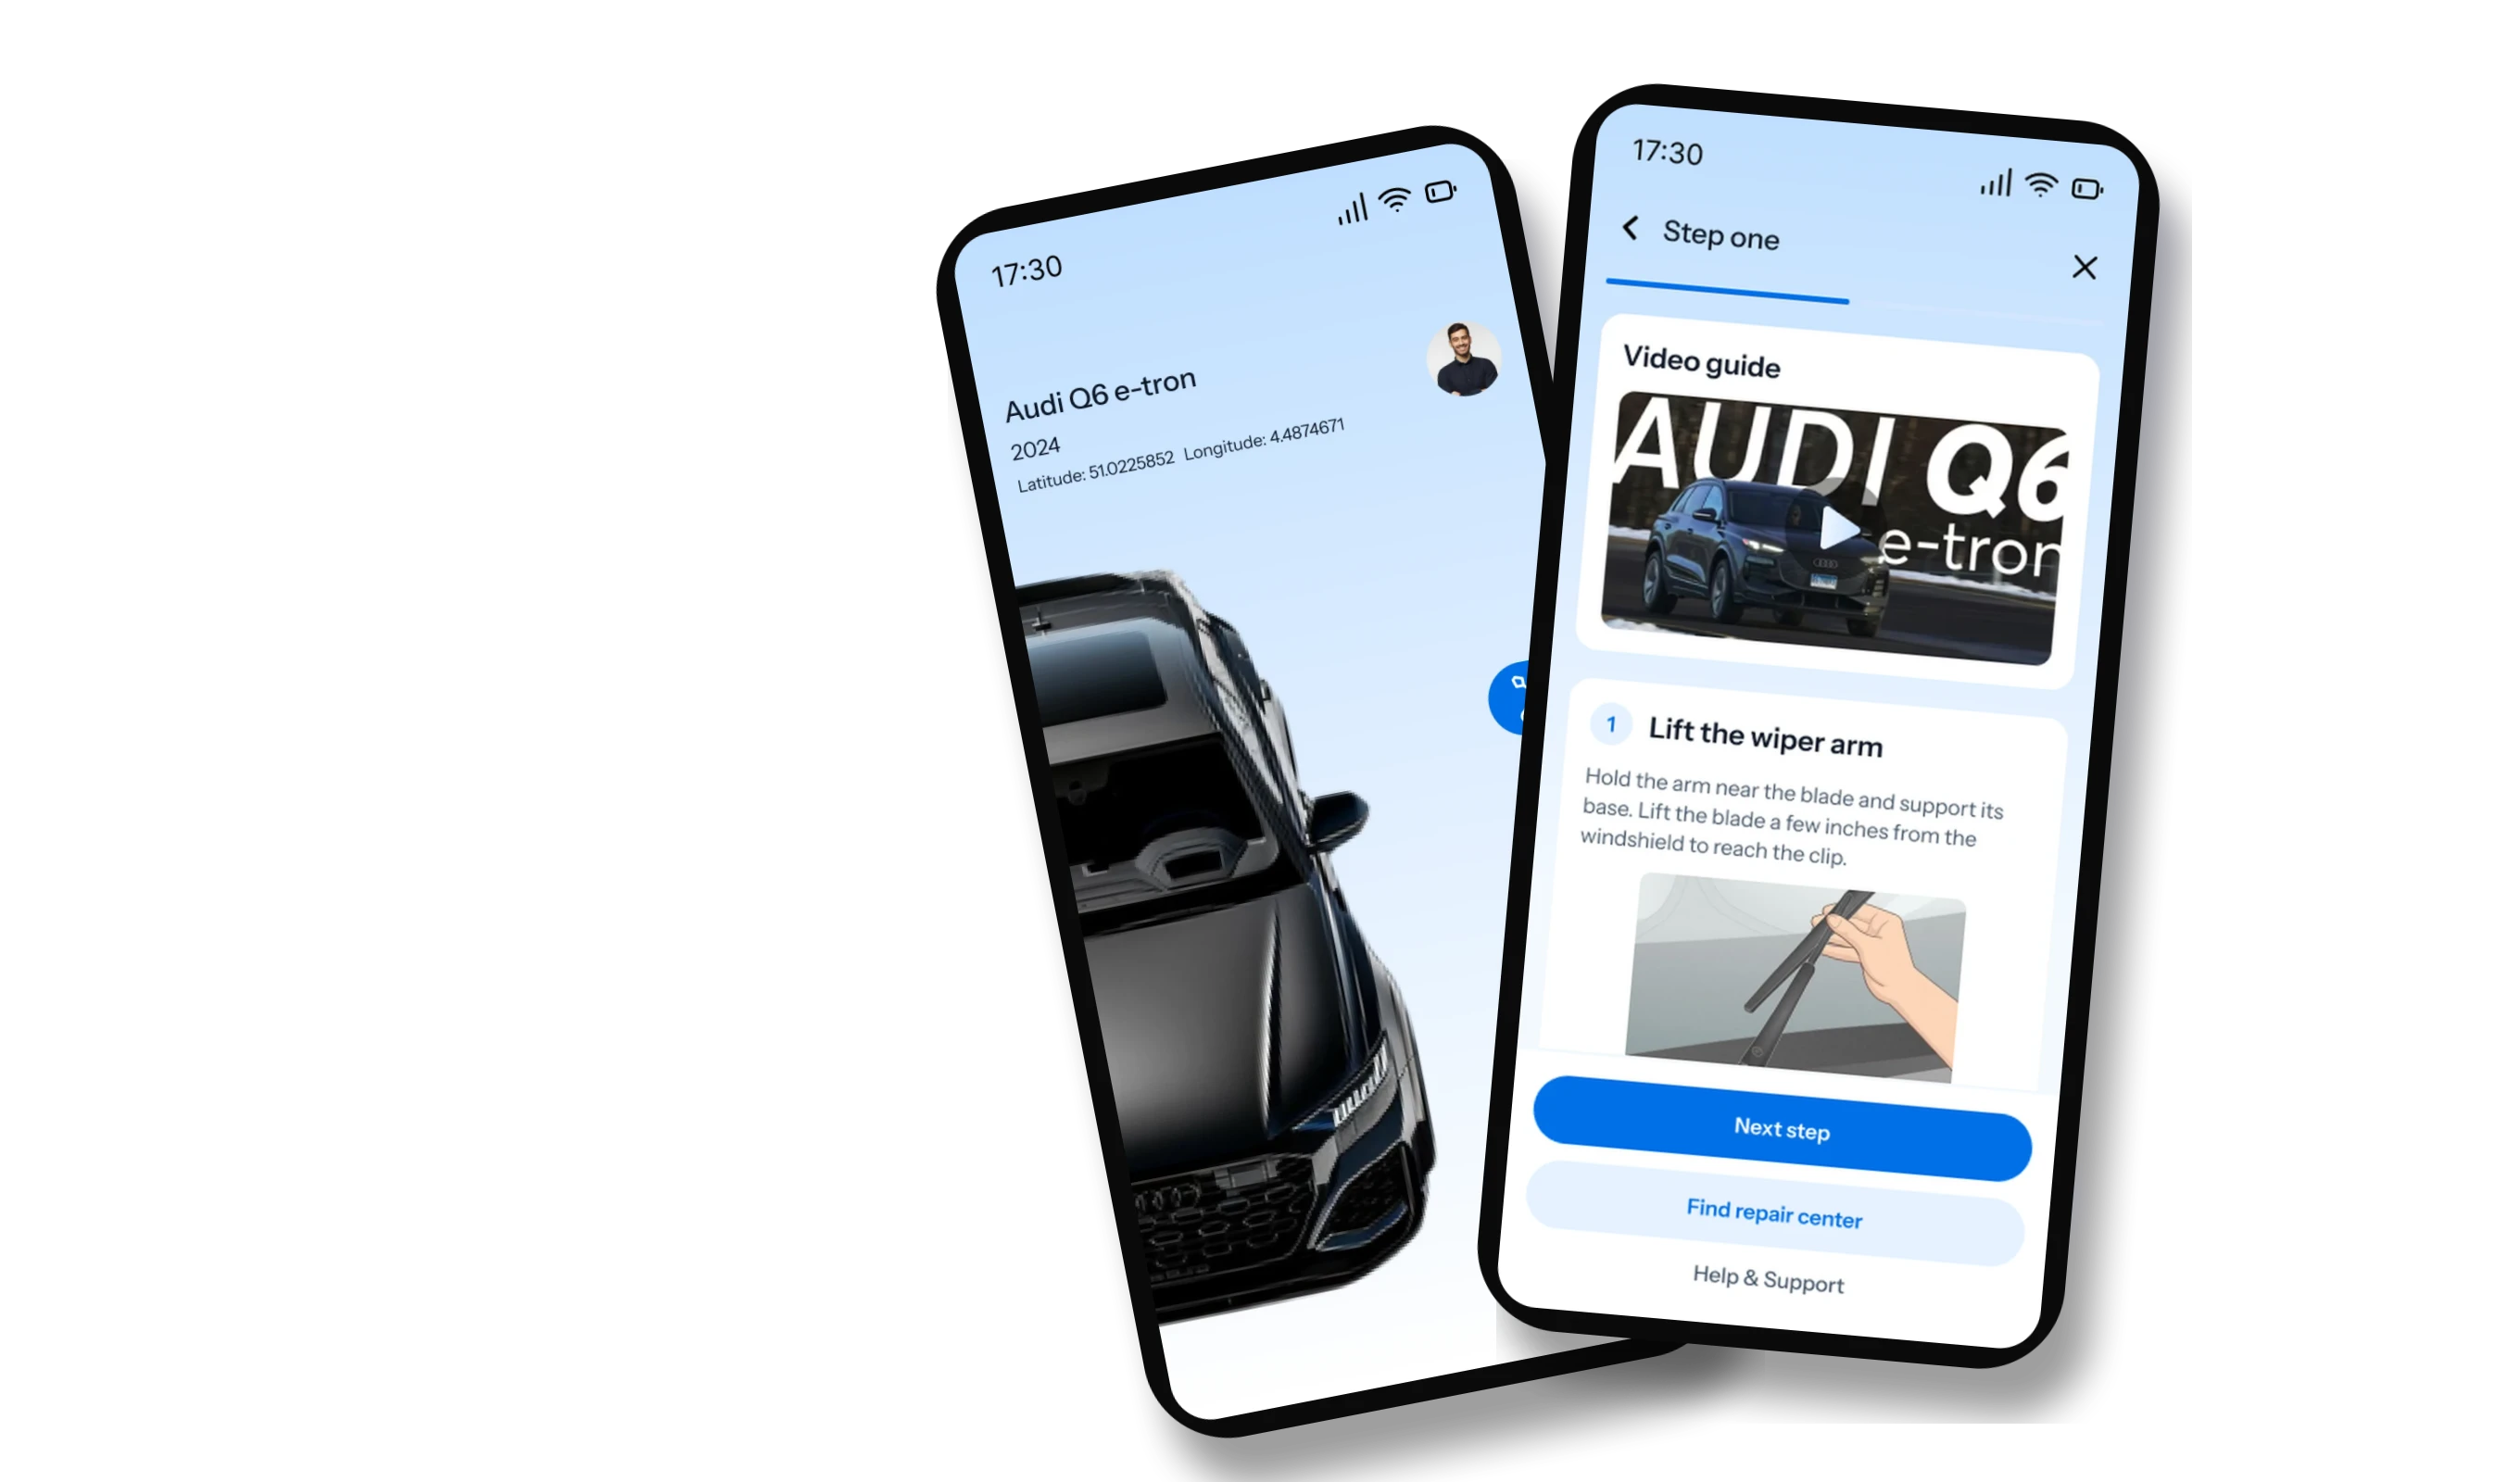 17:30
Audi Q6 e-tron
2024
Latitude: 51.0225852 Longitude: 4.4874671
17:30
Step one
Video guide
AUDI Q6
e-tron
1 Lift the wiper arm
Hold the arm near the blade and support its
base. Lift the blade a few inches from the
windshield to reach the clip.
Next step
Find repair center
Help & Support